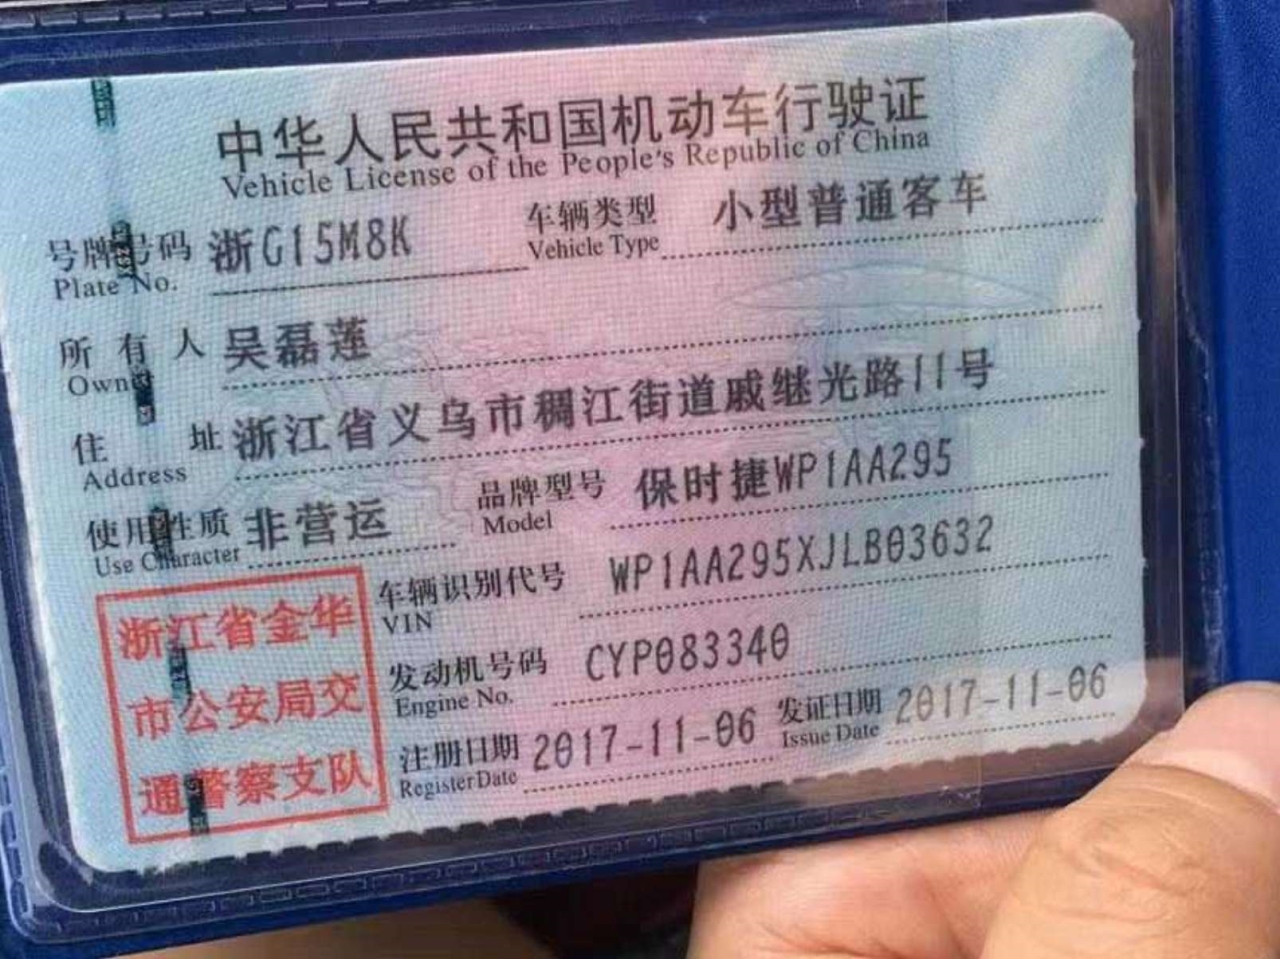 中华人民共和国机动车行驶证
Vehicle License of the People's Republic of China
号牌号码 浙G15M8K 车辆类型 小型普通客车
Plate No. Vehicle Type
所有人 吴磊莲
Owner
住址 浙江省义乌市稠江街道戚继光路11号
Address
使用性质 非营运 品牌型号 保时捷WP1AA295
Use Character Model
浙江省金华
市公安局交
通警察支队
车辆识别代号 WP1AA295XJLB03632
VIN
发动机号码 CYP083340
Engine No.
注册日期 2017-11-06 发证日期 2017-11-06
Register Date Issue Date